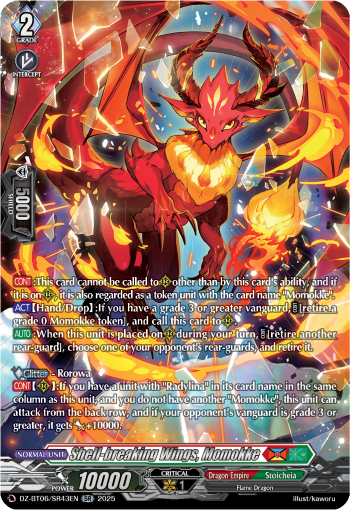 2
GRADE
INTERCEPT
5000
SHIELD
CONT:This card cannot be called to other than by this card's ability, and if
it is on , it is also regarded as a token unit with the card name "Momokke".
ACT[Hand/Drop]:If you have a grade 3 or greater vanguard, [retire a
grade 0 Momokke token], and call this card to .
AUTO:When this unit is placed on during your turn, [retire another
rear-guard], choose one of your opponent's rear-guards, and retire it.
Glitter - Rorowa
CONT[ ]:If you have a unit with "Radylina" in its card name in the same
column as this unit, and you do not have another "Momokke", this unit can
attack from the back row, and if your opponent's vanguard is grade 3 or
greater, it gets +10000.
NORMAL UNIT
Shell-breaking Wings, Momokke
POWER 10000
CRITICAL
1
Dragon Empire
Stoicheia
Flame Dragon
DZ-BT06/SR43EN SR 2025
illust/kaworu